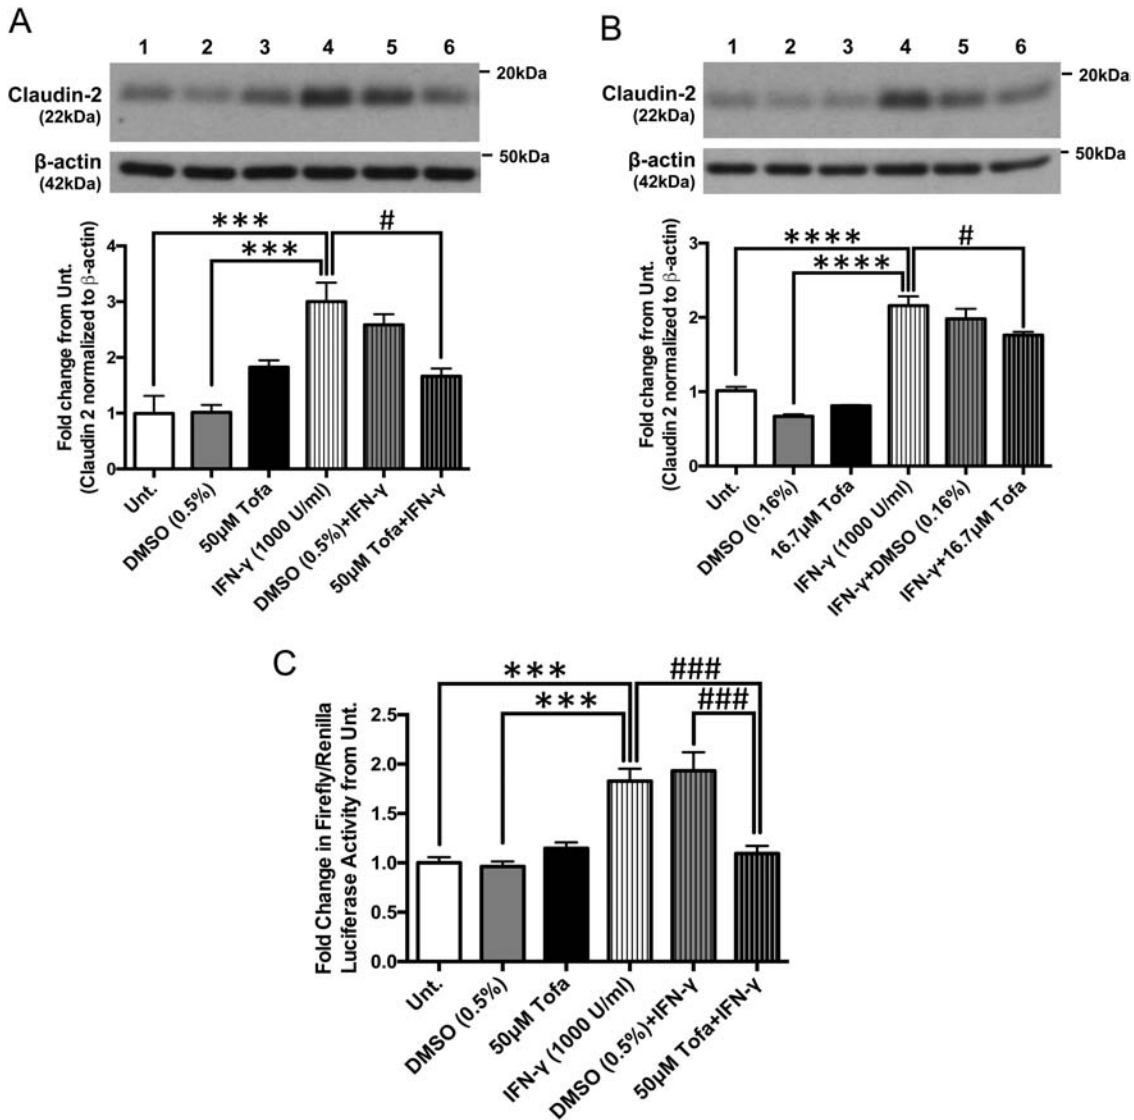 A
1 2 3 4 5 6
20kDa
Claudin-2
(22kDa)
50kDa
β-actin
(42kDa)
*** #
***
Fold change from Unt.
(Claudin 2 normalized to β-actin)
4
3
2
1
0
Unt.
DMSO (0.5%)
50μM Tofa
IFN-γ (1000 U/ml)
DMSO (0.5%)+IFN-γ
50μM Tofa+IFN-γ
B
1 2 3 4 5 6
20kDa
Claudin-2
(22kDa)
50kDa
β-actin
(42kDa)
**** #
****
Fold change from Unt.
(Claudin 2 normalized to β-actin)
3
2
1
0
Unt.
DMSO (0.16%)
16.7μM Tofa
IFN-γ (1000 U/ml)
IFN-γ+DMSO (0.16%)
IFN-γ+16.7μM Tofa
C
*** ###
*** ###
Fold Change in Firefly/Renilla
Luciferase Activity from Unt.
2.5
2.0
1.5
1.0
0.5
0.0
Unt.
DMSO (0.5%)
50μM Tofa
IFN-γ (1000 U/ml)
DMSO (0.5%)+IFN-γ
50μM Tofa+IFN-γ